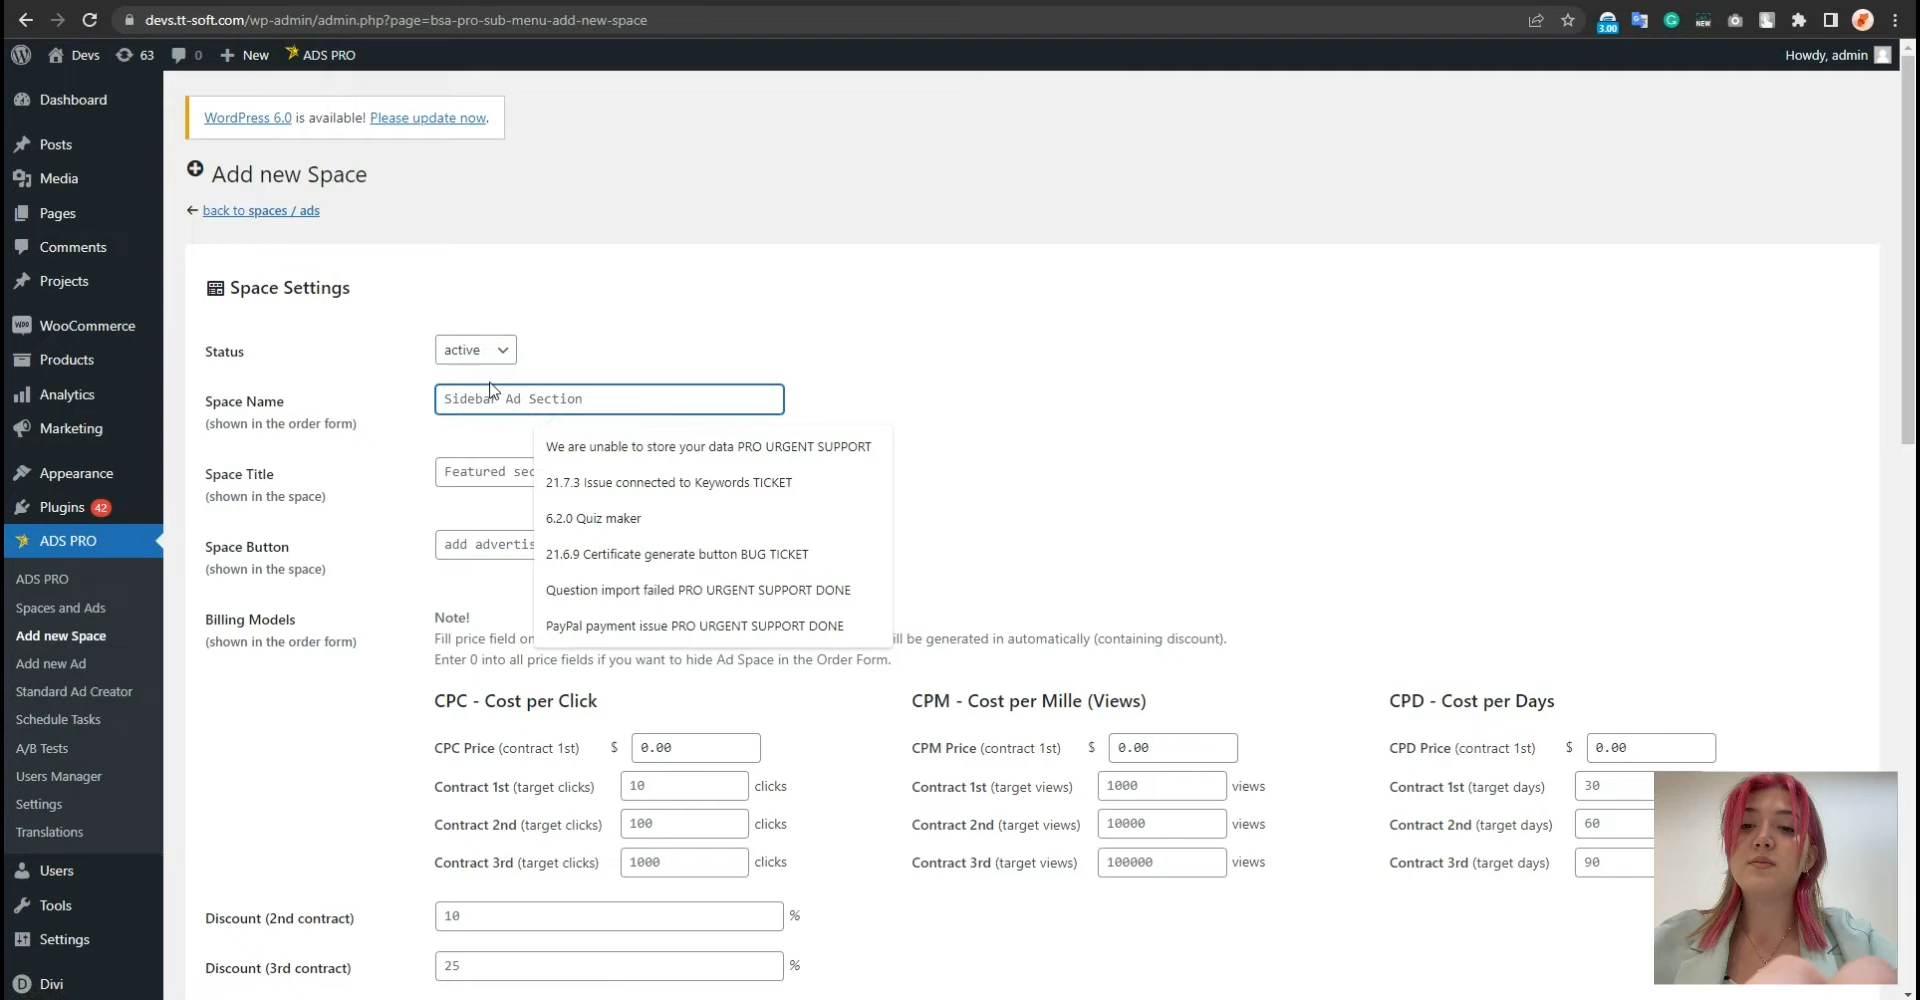 devs.tt-soft.com/wp-admin/admin.php?page=bsa-pro-sub-menu-add-new-space
3.00
NEW
Devs
63
0
New
ADS PRO
Howdy, admin
Dashboard
Posts
Media
Pages
Comments
Projects
WooCommerce
Products
Analytics
Marketing
Appearance
Plugins 42
ADS PRO
ADS PRO
Spaces and Ads
Add new Space
Add new Ad
Standard Ad Creator
Schedule Tasks
A/B Tests
Users Manager
Settings
Translations
Users
Tools
Settings
Divi
WordPress 6.0 is available! Please update now.
Add new Space
← back to spaces / ads
Space Settings
Status
active
Space Name
(shown in the order form)
Sidebar Ad Section
We are unable to store your data PRO URGENT SUPPORT
21.7.3 Issue connected to Keywords TICKET
6.2.0 Quiz maker
21.6.9 Certificate generate button BUG TICKET
Question import failed PRO URGENT SUPPORT DONE
PayPal payment issue PRO URGENT SUPPORT DONE
Space Title
(shown in the space)
Featured sec
Space Button
(shown in the space)
add advertis
Billing Models
(shown in the order form)
Note!
Fill price field on ill be generated in automatically (containing discount).
Enter 0 into all price fields if you want to hide Ad Space in the Order Form.
CPC - Cost per Click
CPC Price (contract 1st) $ 0.00
Contract 1st (target clicks) 10 clicks
Contract 2nd (target clicks) 100 clicks
Contract 3rd (target clicks) 1000 clicks
CPM - Cost per Mille (Views)
CPM Price (contract 1st) $ 0.00
Contract 1st (target views) 1000 views
Contract 2nd (target views) 10000 views
Contract 3rd (target views) 100000 views
CPD - Cost per Days
CPD Price (contract 1st) $ 0.00
Contract 1st (target days) 30
Contract 2nd (target days) 60
Contract 3rd (target days) 90
Discount (2nd contract) 10 %
Discount (3rd contract) 25 %